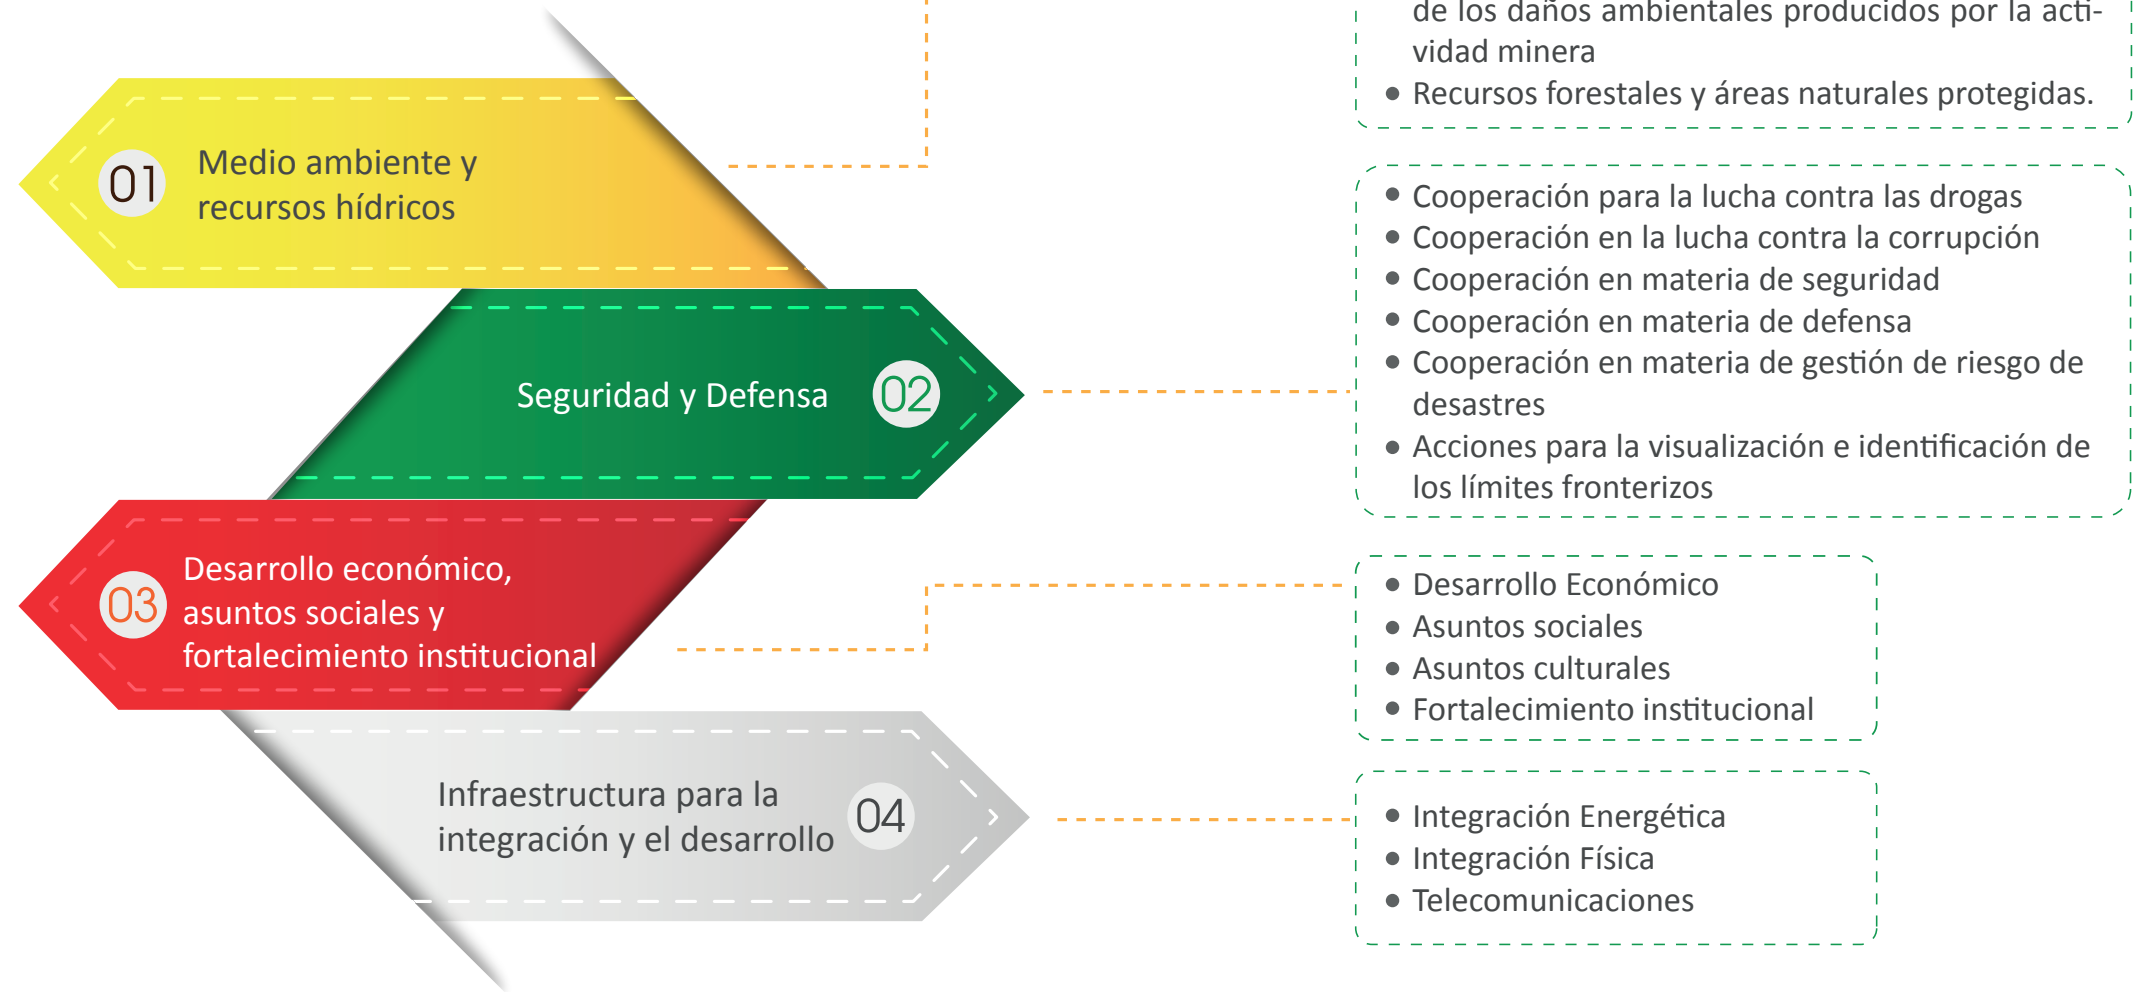 de los daños ambientales producidos por la acti-
vidad minera
• Recursos forestales y áreas naturales protegidas.
01
Medio ambiente y
recursos hídricos
• Cooperación para la lucha contra las drogas
• Cooperación en la lucha contra la corrupción
• Cooperación en materia de seguridad
• Cooperación en materia de defensa
• Cooperación en materia de gestión de riesgo de
desastres
• Acciones para la visualización e identificación de
los límites fronterizos
Seguridad y Defensa
02
03
Desarrollo económico,
asuntos sociales y
fortalecimiento institucional
• Desarrollo Económico
• Asuntos sociales
• Asuntos culturales
• Fortalecimiento institucional
Infraestructura para la
integración y el desarrollo
04
• Integración Energética
• Integración Física
• Telecomunicaciones